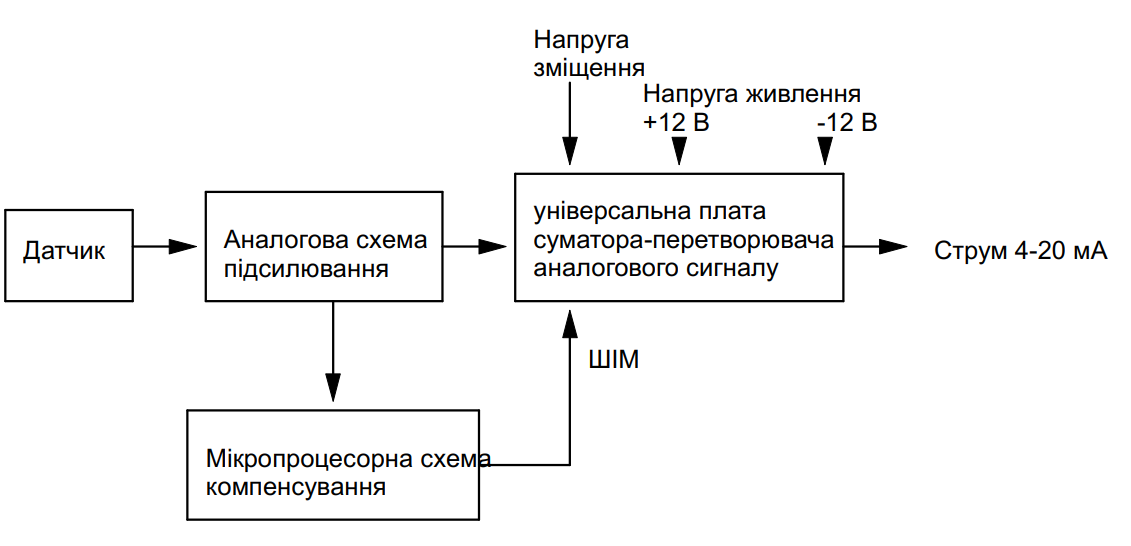 Напруга
зміщення
Напруга живлення
+12 В
-12 В
універсальна плата
суматора-перетворювача
аналогового сигналу
Датчик
Аналогова схема
підсилювання
Струм 4-20 мА
ШІМ
Мікропроцесорна схема
компенсування